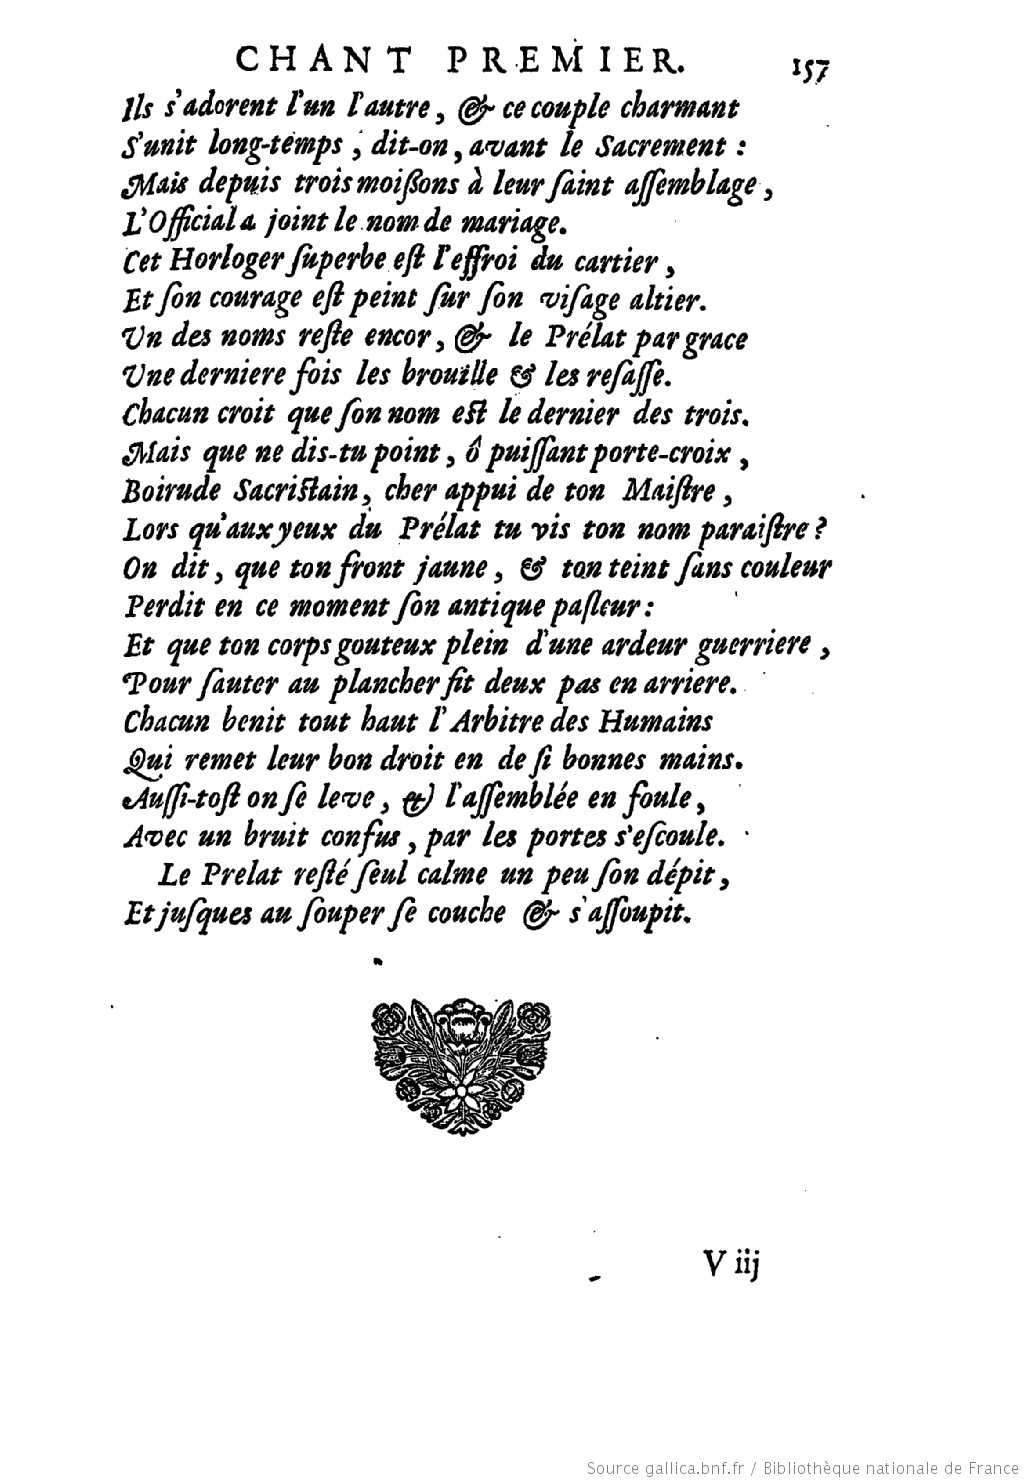 CHANT PREMIER. 157
Ils s'adorent l'un l'autre, & ce couple charmant
S'unit long-temps, dit-on, avant le Sacrement :
Mais depuis trois moißons à leur ſaint aſſemblage,
L'Official a joint le nom de mariage.
Cet Horloger ſuperbe eſt l'effroi du cartier,
Et ſon courage eſt peint ſur ſon viſage altier.
Un des noms reſte encor, & le Prélat par grace
Une derniere fois les brouille & les reſaſſe.
Chacun croit que ſon nom est le dernier des trois.
Mais que ne dis-tu point, ô puiſſant porte-croix,
Boirude Sacristain, cher appui de ton Maiſtre,
Lors qu'aux yeux du Prélat tu vis ton nom paraiſtre ?
On dit, que ton front jaune, & ton teint ſans couleur
Perdit en ce moment ſon antique paſleur :
Et que ton corps gouteux plein d'une ardeur guerriere,
Pour ſauter au plancher fit deux pas en arriere.
Chacun benit tout haut l'Arbitre des Humains
Qui remet leur bon droit en de ſi bonnes mains.
Auſſi-toſt on ſe leve, & l'aſſemblée en foule,
Avec un bruit confus, par les portes s'eſcoule.
Le Prelat reſté ſeul calme un peu ſon dépit,
Et juſques au ſouper ſe couche & s'aſſoupit.
V iij
Source gallica.bnf.fr / Bibliothèque nationale de France